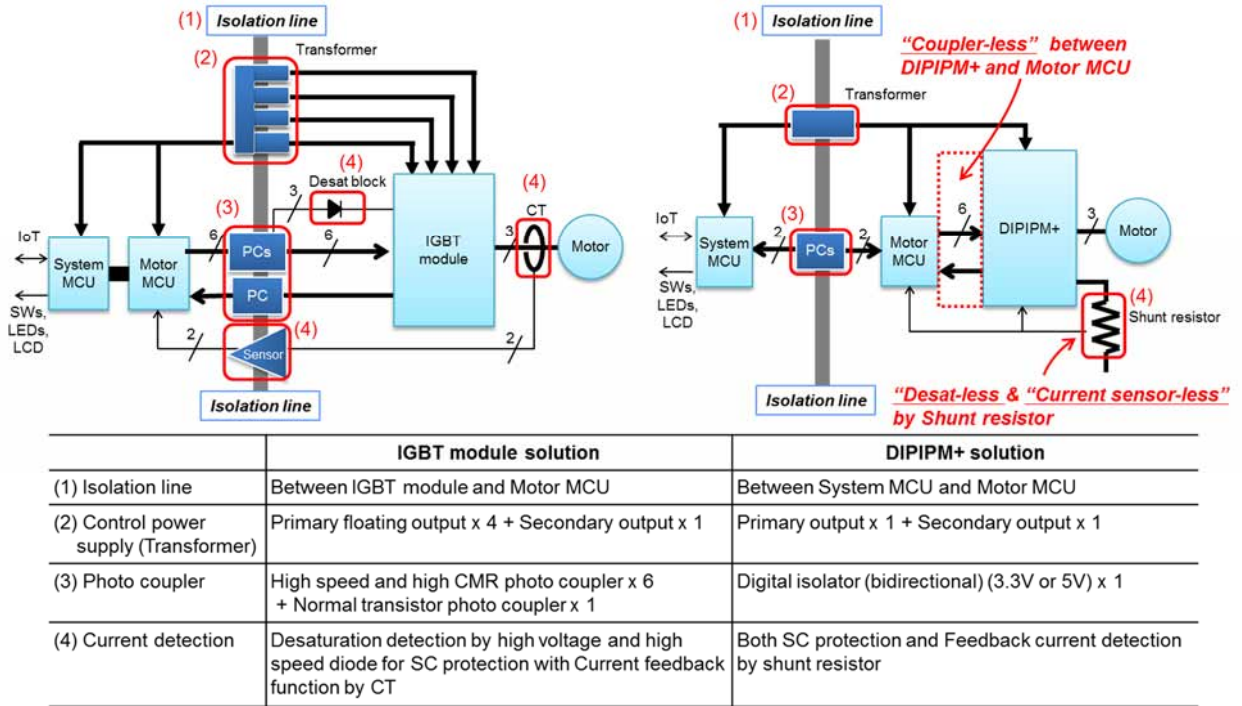 (1) Isolation line
Transformer
(2)
(4)
Desat block
3
(3)
6
PCs
6
IGBT
module
(4)
CT
3
Motor
IoT
System
MCU
Motor
MCU
PC
SWs,
LEDs,
LCD
2
Sensor
(4)
2
Isolation line
(1) Isolation line
"Coupler-less" between
DIPIPM+ and Motor MCU
(2)
Transformer
(3)
IoT
System
MCU
2
PCs
2
Motor
MCU
6
DIPIPM+
3
Motor
SWs,
LEDs,
LCD
(4)
Shunt resistor
Isolation line
"Desat-less & "Current sensor-less"
by Shunt resistor
IGBT module solution
DIPIPM+ solution
(1) Isolation line
Between IGBT module and Motor MCU
Between System MCU and Motor MCU
(2) Control power
supply (Transformer)
Primary floating output x 4 + Secondary output x 1
Primary output x 1 + Secondary output x 1
(3) Photo coupler
High speed and high CMR photo coupler x 6
+ Normal transistor photo coupler x 1
Digital isolator (bidirectional) (3.3V or 5V) x 1
(4) Current detection
Desaturation detection by high voltage and high
speed diode for SC protection with Current feedback
function by CT
Both SC protection and Feedback current detection
by shunt resistor